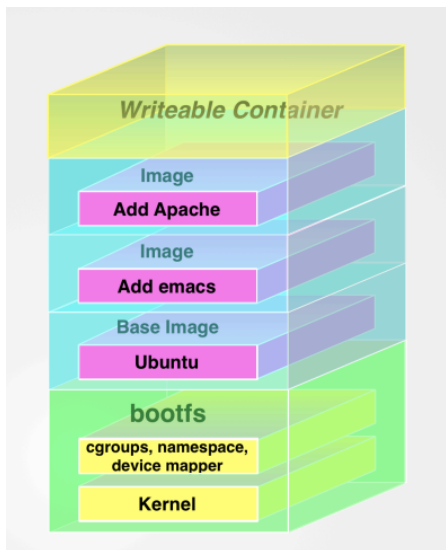 Writeable Container
Image
Add Apache
Image
Add emacs
Base Image
Ubuntu
bootfs
cgroups, namespace,
device mapper
Kernel